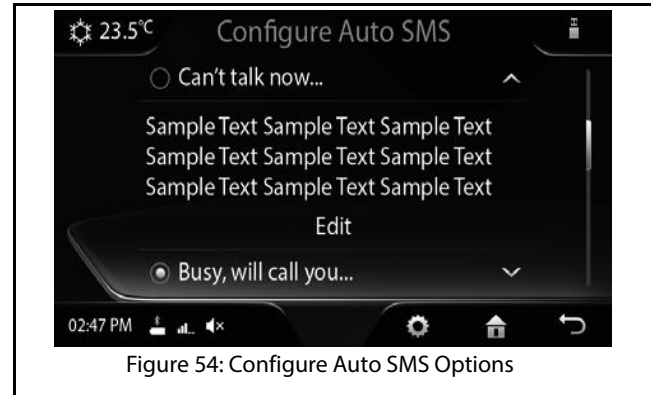 23.5°C
Configure Auto SMS
Can't talk now...
Sample Text Sample Text Sample Text
Sample Text Sample Text Sample Text
Sample Text Sample Text Sample Text
Edit
Busy, will call you...
02:47 PM
Figure 54: Configure Auto SMS Options